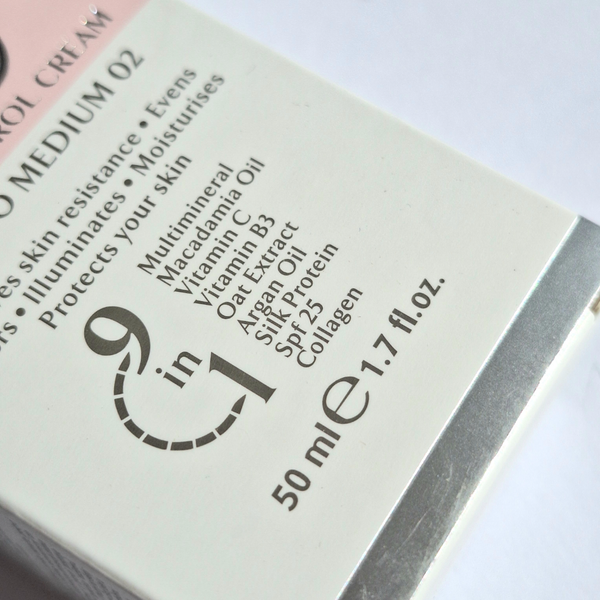 CREAM
MEDIUM 02
skin resistance • Evens
• Illuminates • Moisturises
Protects your skin
9
in
1
Multimineral
Macadamia Oil
Vitamin C
Vitamin B3
Oat Extract
Argan Oil
Silk Protein
Spf 25
Collagen
50 ml e 1.7 fl.oz.